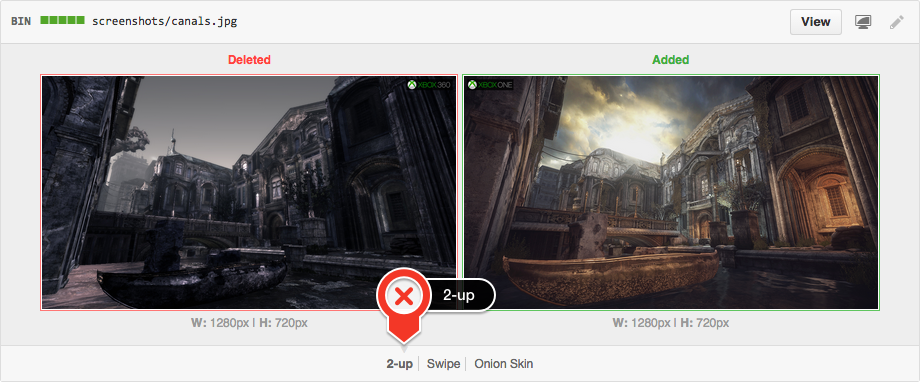 BIN screenshots/canals.jpg View
Deleted Added
XBOX 360 XBOX ONE
2-up
W: 1280px | H: 720px W: 1280px | H: 720px
2-up Swipe Onion Skin